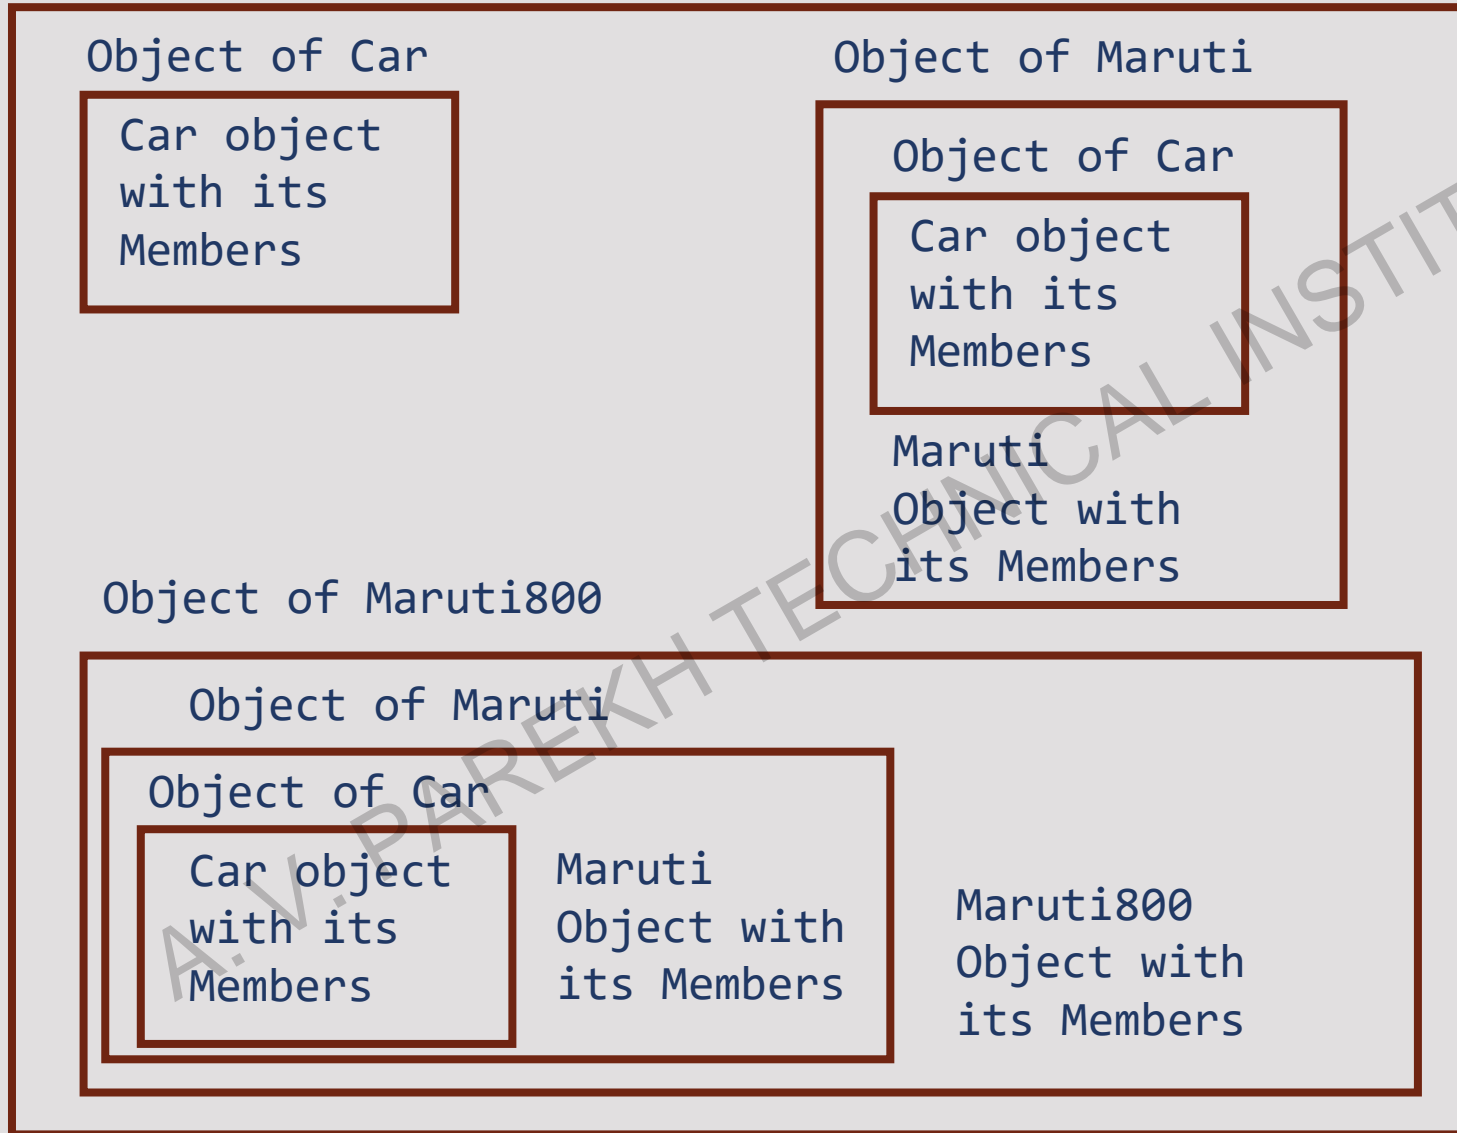 Object of Car
Car object
with its
Members
Object of Maruti
Object of Car
Car object
with its
Members
Maruti
Object with
its Members
Object of Maruti800
Object of Maruti
Object of Car
Car object
with its
Members
Maruti
Object with
its Members
Maruti800
Object with
its Members
A. V. PAREKH TECHNICAL INSTIT